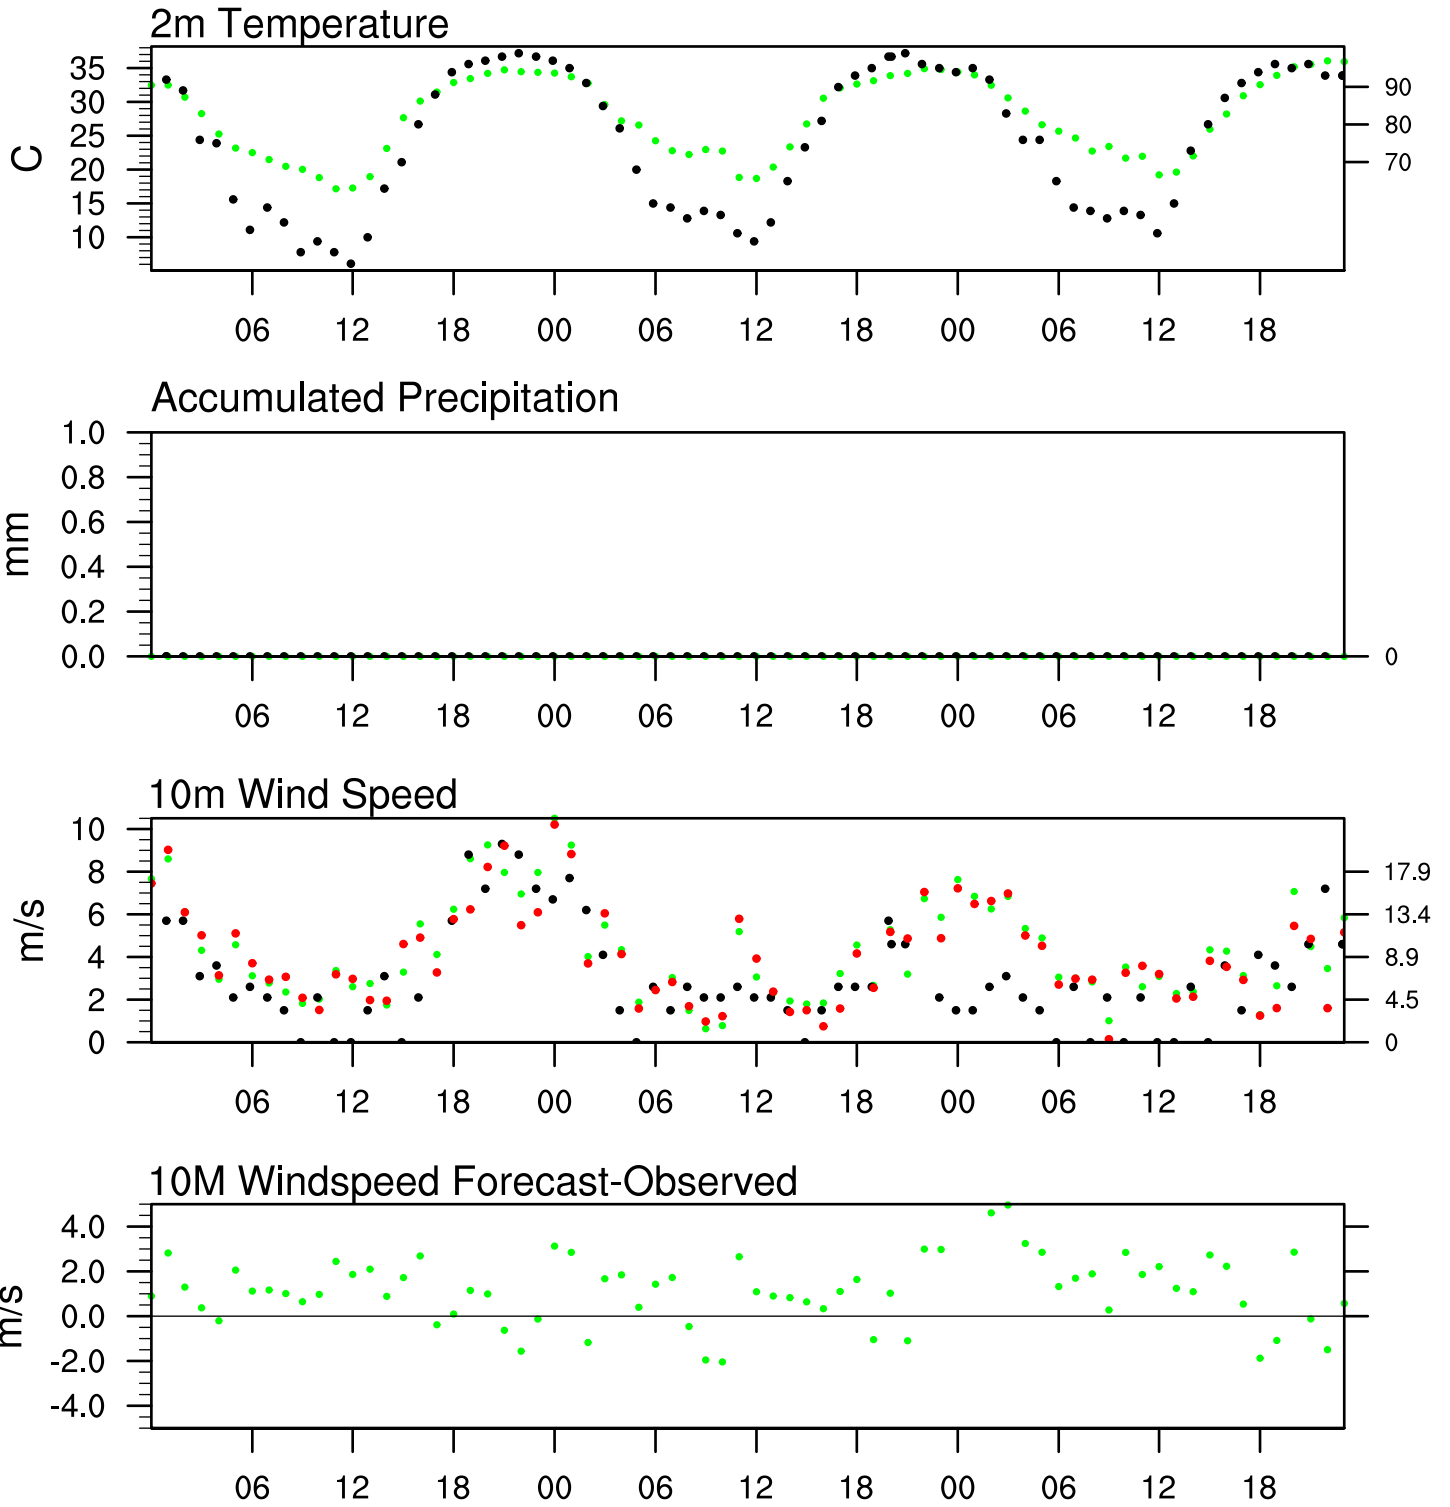 2m Temperature
35
30
25
20
15
10
C
90
80
70
06 12 18 00 06 12 18 00 06 12 18
Accumulated Precipitation
1.0
0.8
0.6
0.4
0.2
0.0
mm
0
06 12 18 00 06 12 18 00 06 12 18
10m Wind Speed
10
8
6
4
2
0
m/s
17.9
13.4
8.9
4.5
0
06 12 18 00 06 12 18 00 06 12 18
10M Windspeed Forecast-Observed
4.0
2.0
0.0
-2.0
-4.0
m/s
06 12 18 00 06 12 18 00 06 12 18